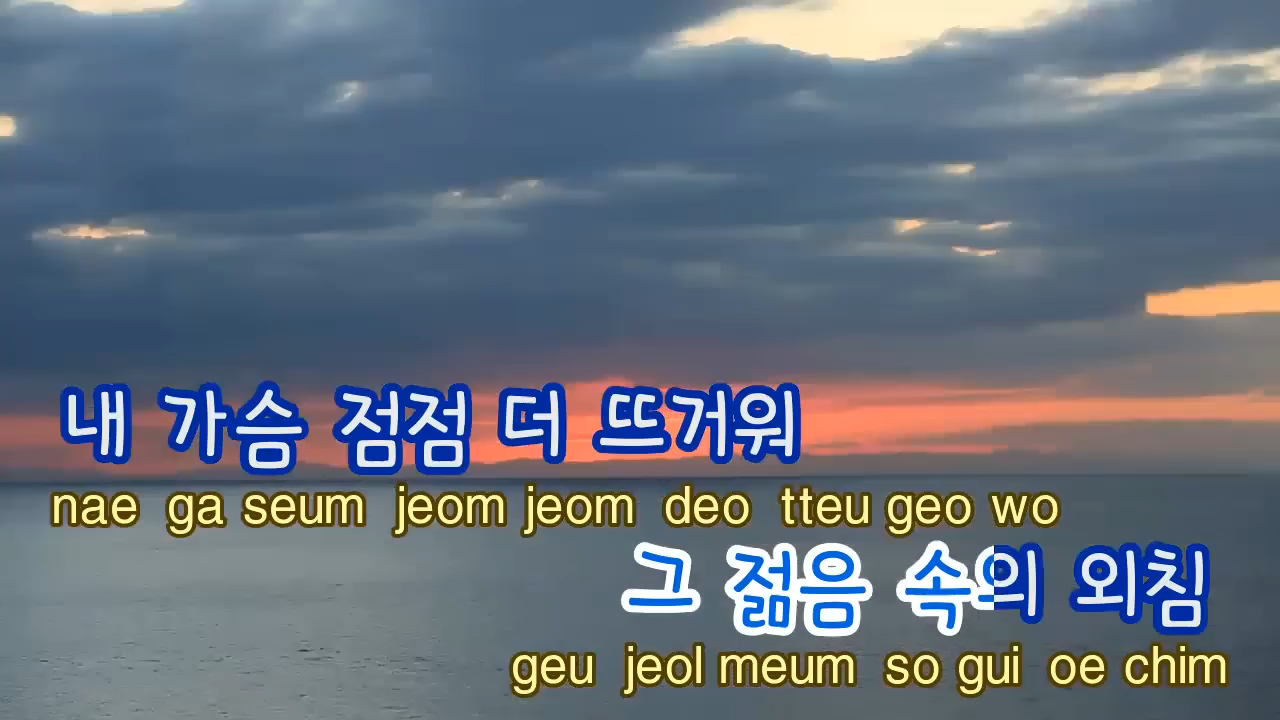 내 가슴 점점 더 뜨거워
nae ga seum jeom jeom deo tteu geo wo
그 젊음 속의 외침
geu jeol meum so gui oe chim